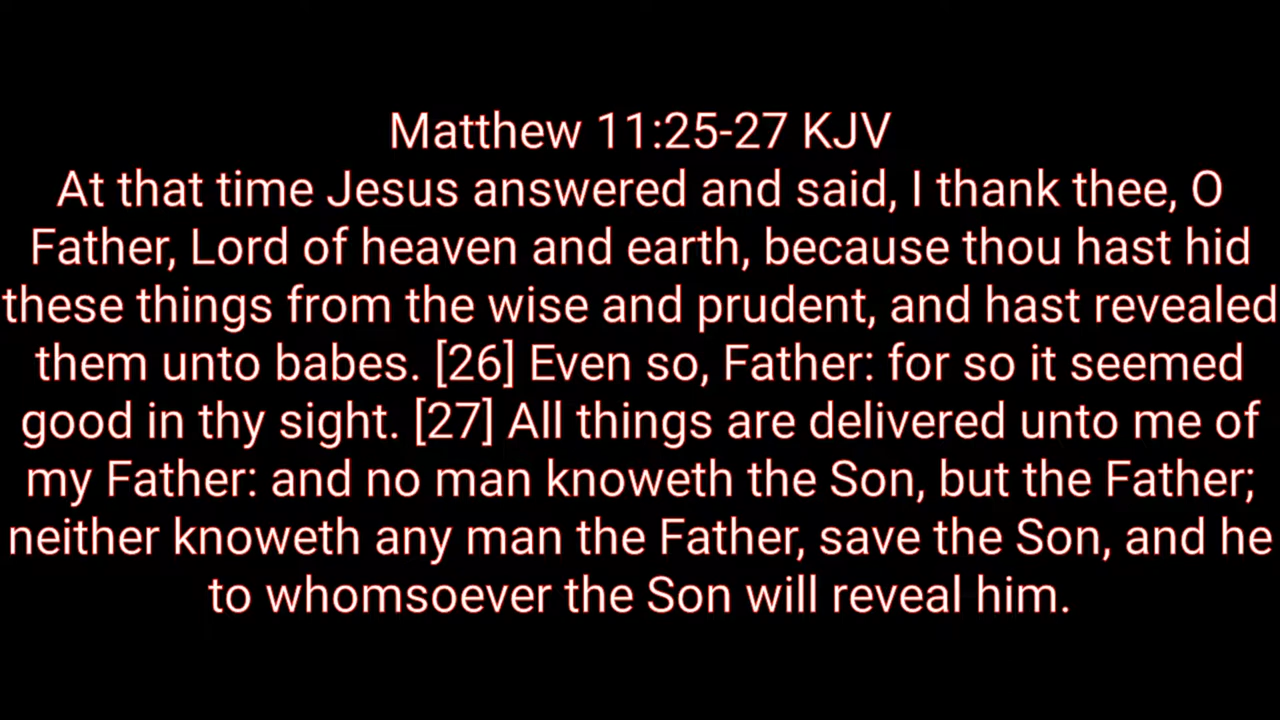 Matthew 11:25-27 KJV
At that time Jesus answered and said, I thank thee, O
Father, Lord of heaven and earth, because thou hast hid
these things from the wise and prudent, and hast revealed
them unto babes. [26] Even so, Father: for so it seemed
good in thy sight. [27] All things are delivered unto me of
my Father: and no man knoweth the Son, but the Father;
neither knoweth any man the Father, save the Son, and he
to whomsoever the Son will reveal him.